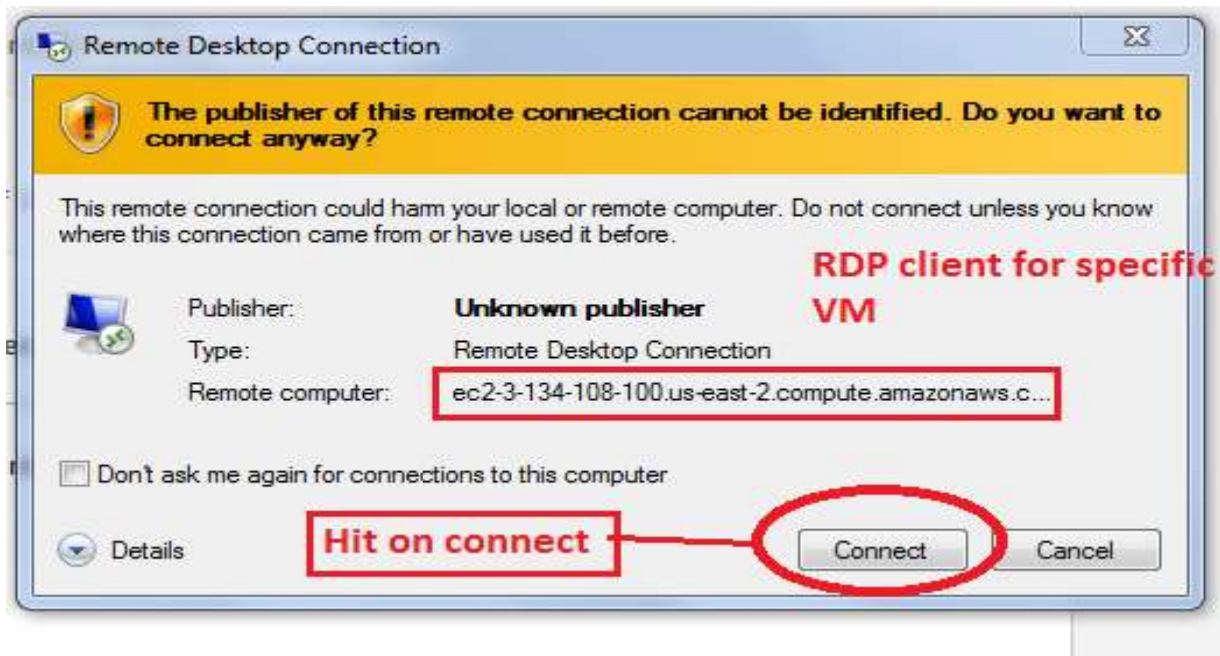 Remote Desktop Connection
The publisher of this remote connection cannot be identified. Do you want to
connect anyway?
This remote connection could harm your local or remote computer. Do not connect unless you know
where this connection came from or have used it before.
RDP client for specific
VM
Publisher: Unknown publisher
Type: Remote Desktop Connection
Remote computer: ec2-3-134-108-100.us-east-2.compute.amazonaws.c...
Don't ask me again for connections to this computer
Details Hit on connect Connect Cancel